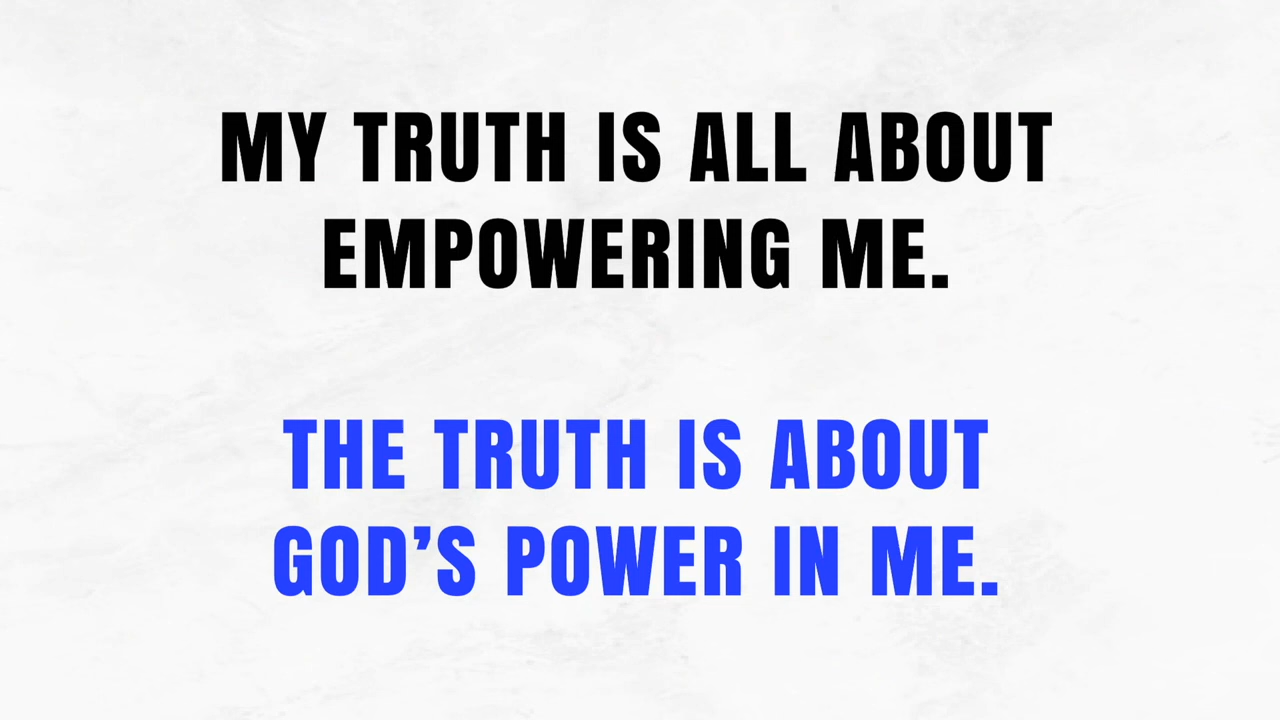 MY TRUTH IS ALL ABOUT
EMPOWERING ME.
THE TRUTH IS ABOUT
GOD’S POWER IN ME.